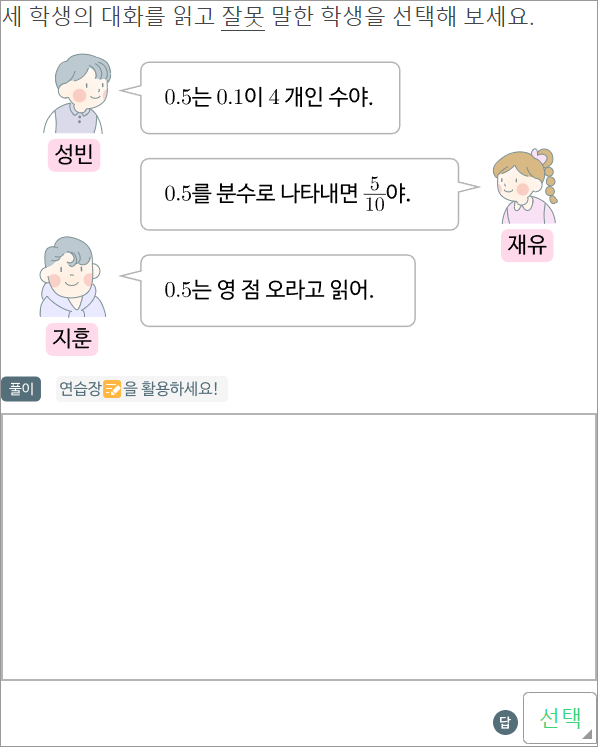 세 학생의 대화를 읽고 잘못 말한 학생을 선택해 보세요.
0.5는 0.1이 4 개인 수야.
성빈
0.5를 분수로 나타내면 5/10야.
재유
0.5는 영 점 오라고 읽어.
지훈
풀이 연습장을 활용하세요!
답 선택